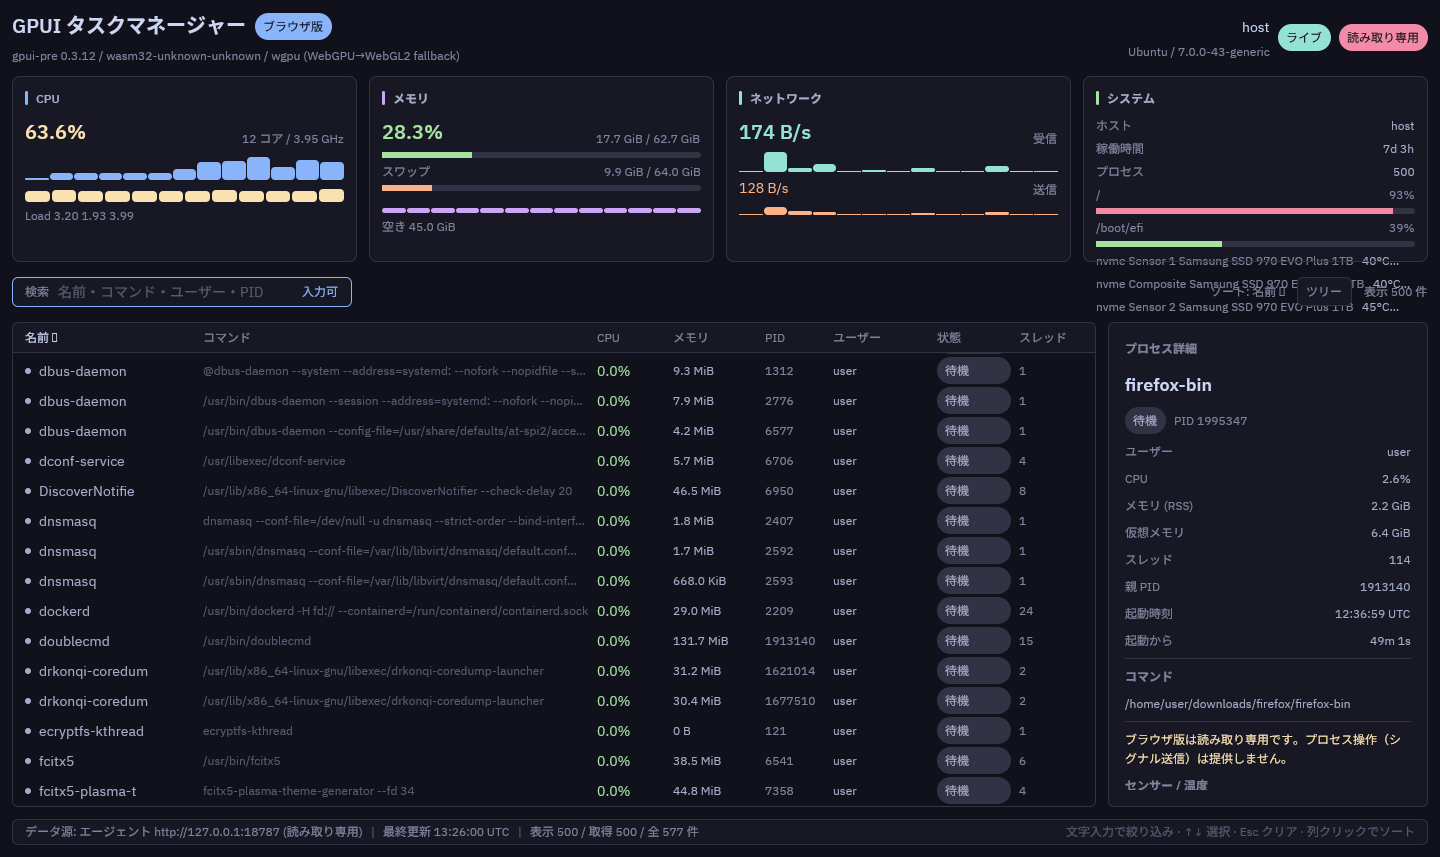 GPUI タスクマネージャー ブラウザ版
gpui-pre 0.3.12 / wasm32-unknown-unknown / wgpu (WebGPU→WebGL2 fallback)
host
Ubuntu / 7.0.0-43-generic
ライブ 読み取り専用
CPU
63.6% 12 コア / 3.95 GHz
Load 3.20 1.93 3.99
メモリ
28.3% 17.7 GiB / 62.7 GiB
スワップ 9.9 GiB / 64.0 GiB
空き 45.0 GiB
ネットワーク
174 B/s 受信
128 B/s 送信
システム
ホスト host
稼働時間 7d 3h
プロセス 500
/ 93%
/boot/efi 39%
nvme Sensor 1 Samsung SSD 970 EVO Plus 1TB 40°C...
nvme Composite Samsung SSD 970 E TB 40°C...
nvme Sensor 2 Samsung SSD 970 EVO Plus 1TB 45°C...
検索 名前・コマンド・ユーザー・PID 入力可
ソート: 名前 ツリー 表示 500 件
名前 コマンド CPU メモリ PID ユーザー 状態 スレッド
dbus-daemon @dbus-daemon --system --address=systemd: --nofork --nopidfile --s... 0.0% 9.3 MiB 1312 user 待機 1
dbus-daemon /usr/bin/dbus-daemon --session --address=systemd: --nofork --nopi... 0.0% 7.9 MiB 2776 user 待機 1
dbus-daemon /usr/bin/dbus-daemon --config-file=/usr/share/defaults/at-spi2/acce... 0.0% 4.2 MiB 6577 user 待機 1
dconf-service /usr/libexec/dconf-service 0.0% 5.7 MiB 6706 user 待機 4
DiscoverNotifie /usr/lib/x86_64-linux-gnu/libexec/DiscoverNotifier --check-delay 20 0.0% 46.5 MiB 6950 user 待機 8
dnsmasq dnsmasq --conf-file=/dev/null -u dnsmasq --strict-order --bind-interf... 0.0% 1.8 MiB 2407 user 待機 1
dnsmasq /usr/sbin/dnsmasq --conf-file=/var/lib/libvirt/dnsmasq/default.conf... 0.0% 1.7 MiB 2592 user 待機 1
dnsmasq /usr/sbin/dnsmasq --conf-file=/var/lib/libvirt/dnsmasq/default.conf... 0.0% 668.0 KiB 2593 user 待機 1
dockerd /usr/bin/dockerd -H fd:// --containerd=/run/containerd/containerd.sock 0.0% 29.0 MiB 2209 user 待機 24
doublecmd /usr/bin/doublecmd 0.0% 131.7 MiB 1913140 user 待機 15
drkonqi-coredum /usr/lib/x86_64-linux-gnu/libexec/drkonqi-coredump-launcher 0.0% 31.2 MiB 1621014 user 待機 2
drkonqi-coredum /usr/lib/x86_64-linux-gnu/libexec/drkonqi-coredump-launcher 0.0% 30.4 MiB 1677510 user 待機 2
ecryptfs-kthread ecryptfs-kthread 0.0% 0 B 121 user 待機 1
fcitx5 /usr/bin/fcitx5 0.0% 38.5 MiB 6541 user 待機 6
fcitx5-plasma-t fcitx5-plasma-theme-generator --fd 34 0.0% 44.8 MiB 7358 user 待機 4
プロセス詳細
firefox-bin
待機 PID 1995347
ユーザー user
CPU 2.6%
メモリ (RSS) 2.2 GiB
仮想メモリ 6.4 GiB
スレッド 114
親 PID 1913140
起動時刻 12:36:59 UTC
起動から 49m 1s
コマンド
/home/user/downloads/firefox/firefox-bin
ブラウザ版は読み取り専用です。プロセス操作（シ
グナル送信）は提供しません。
センサー / 温度
データ源: エージェント http://127.0.0.1:18787 (読み取り専用) | 最終更新 13:26:00 UTC | 表示 500 / 取得 500 / 全 577 件
文字入力で絞り込み · ↑↓ 選択 · Esc クリア · 列クリックでソート